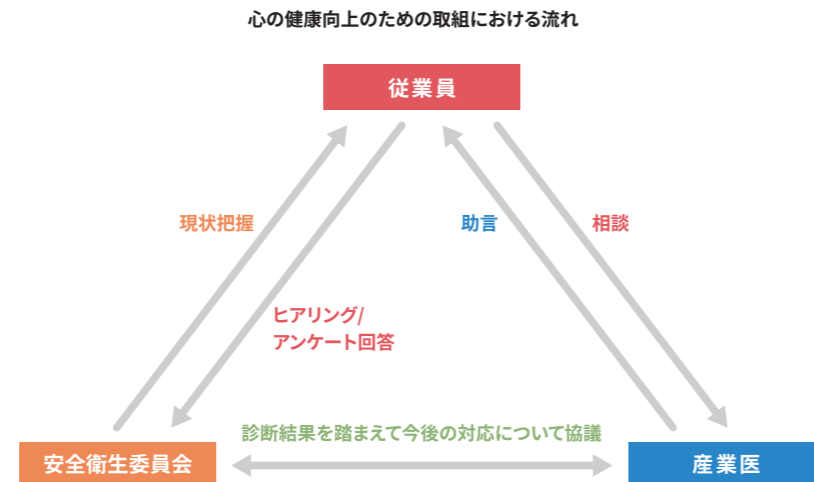 心の健康向上のための取組における流れ
従業員
現状把握
助言
相談
ヒアリング/
アンケート回答
診断結果を踏まえて今後の対応について協議
安全衛生委員会
産業医